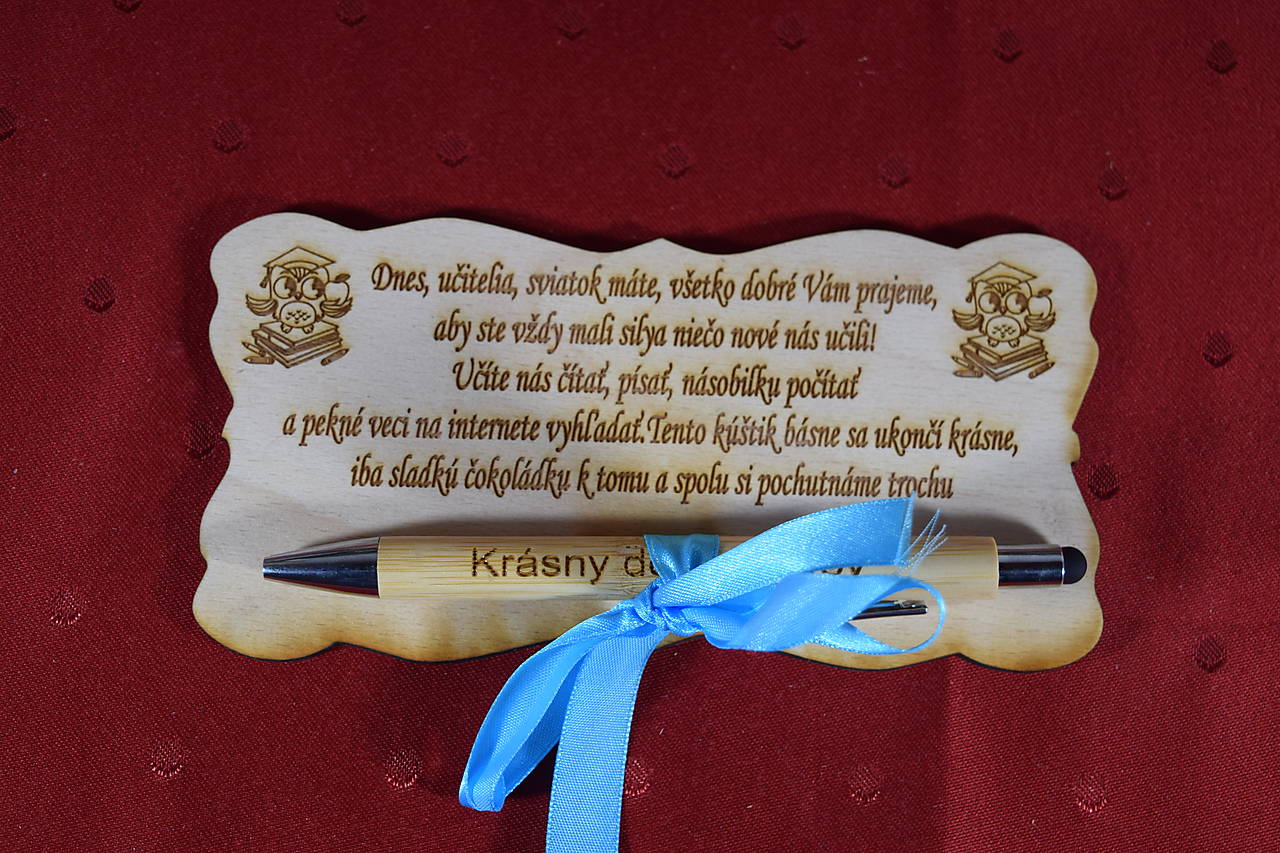 Dnes, učitelia, sviatok máte, všetko dobré Vám prajeme,
aby ste vždy mali silya niečo nové nás učili!
Učíte nás čítať, písať, násobilku počítať
a pekné veci na internete vyhľadať.Tento kúštik básne sa ukončí krásne,
iba sladkú čokoládku k tomu a spolu si pochutnáme trochu
Krásny